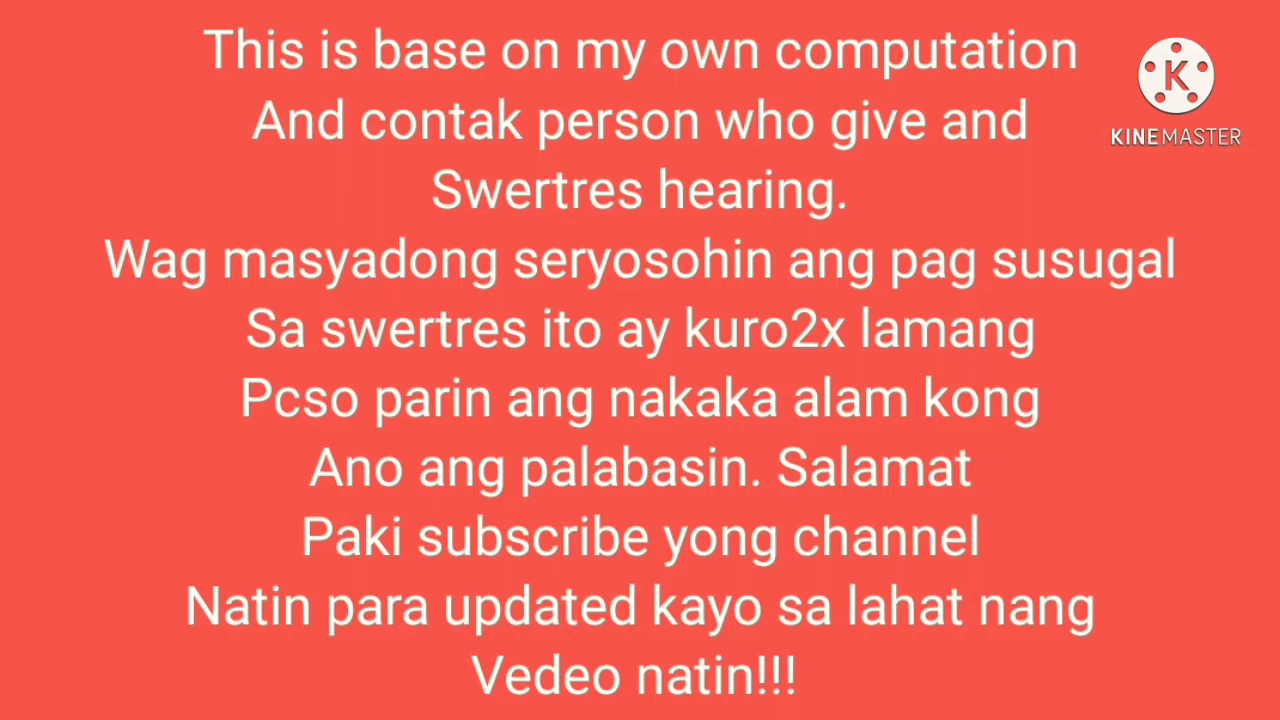 This is base on my own computation
And contak person who give and
Swertres hearing.
Wag masyadong seryosohin ang pag susugal
Sa swertres ito ay kuro2x lamang
Pcso parin ang nakaka alam kong
Ano ang palabasin. Salamat
Paki subscribe yong channel
Natin para updated kayo sa lahat nang
Vedeo natin!!!
K
KINEMASTER